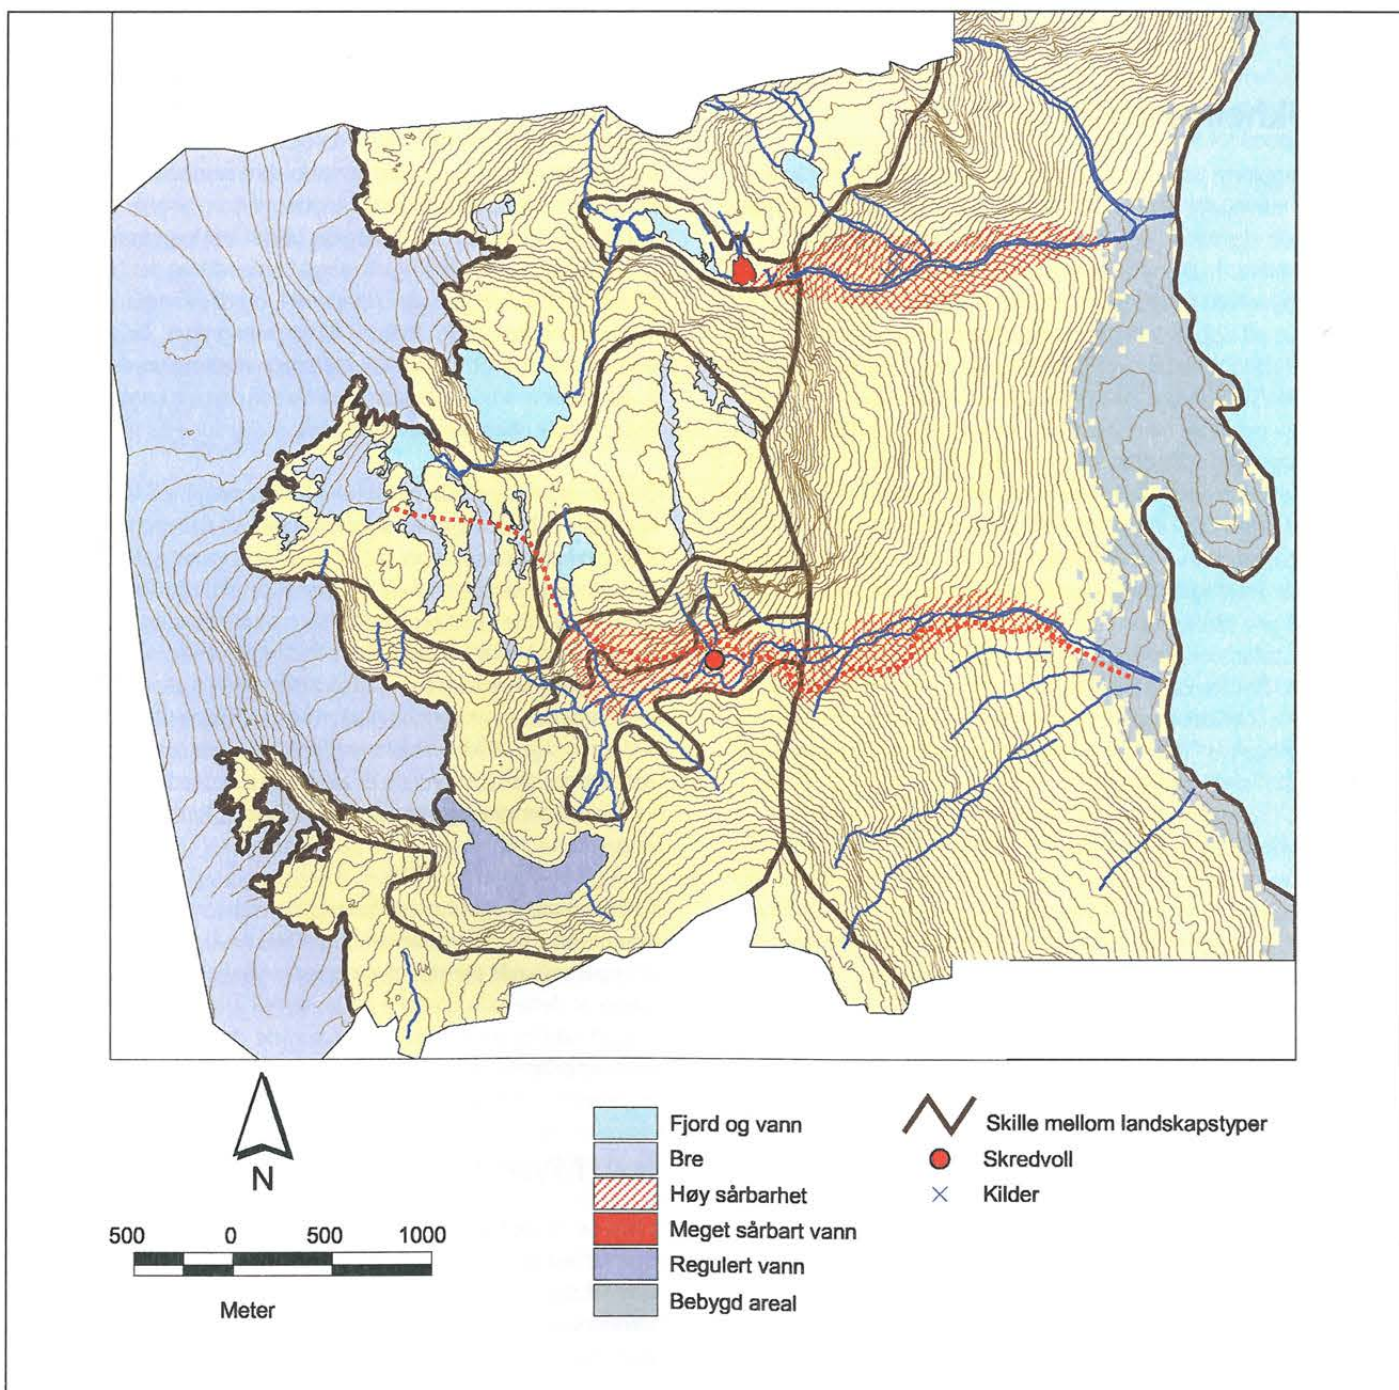 N
500 0 500 1000
Meter
Fjord og vann
Bre
Høy sårbarhet
Meget sårbart vann
Regulert vann
Bebygd areal
Skille mellom landskapstyper
Skredvoll
Kilder